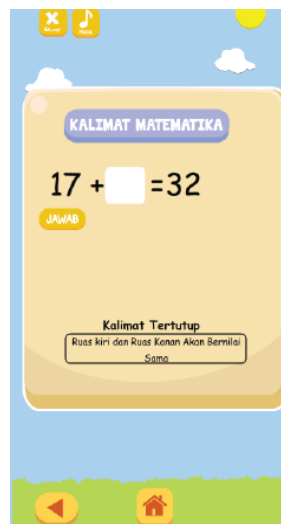 KALIMAT MATEMATIKA
17 + =32
JAWAB
Kalimat Tertutup
Ruas kiri dan Ruas Kanan Akan Bernilai
Sama